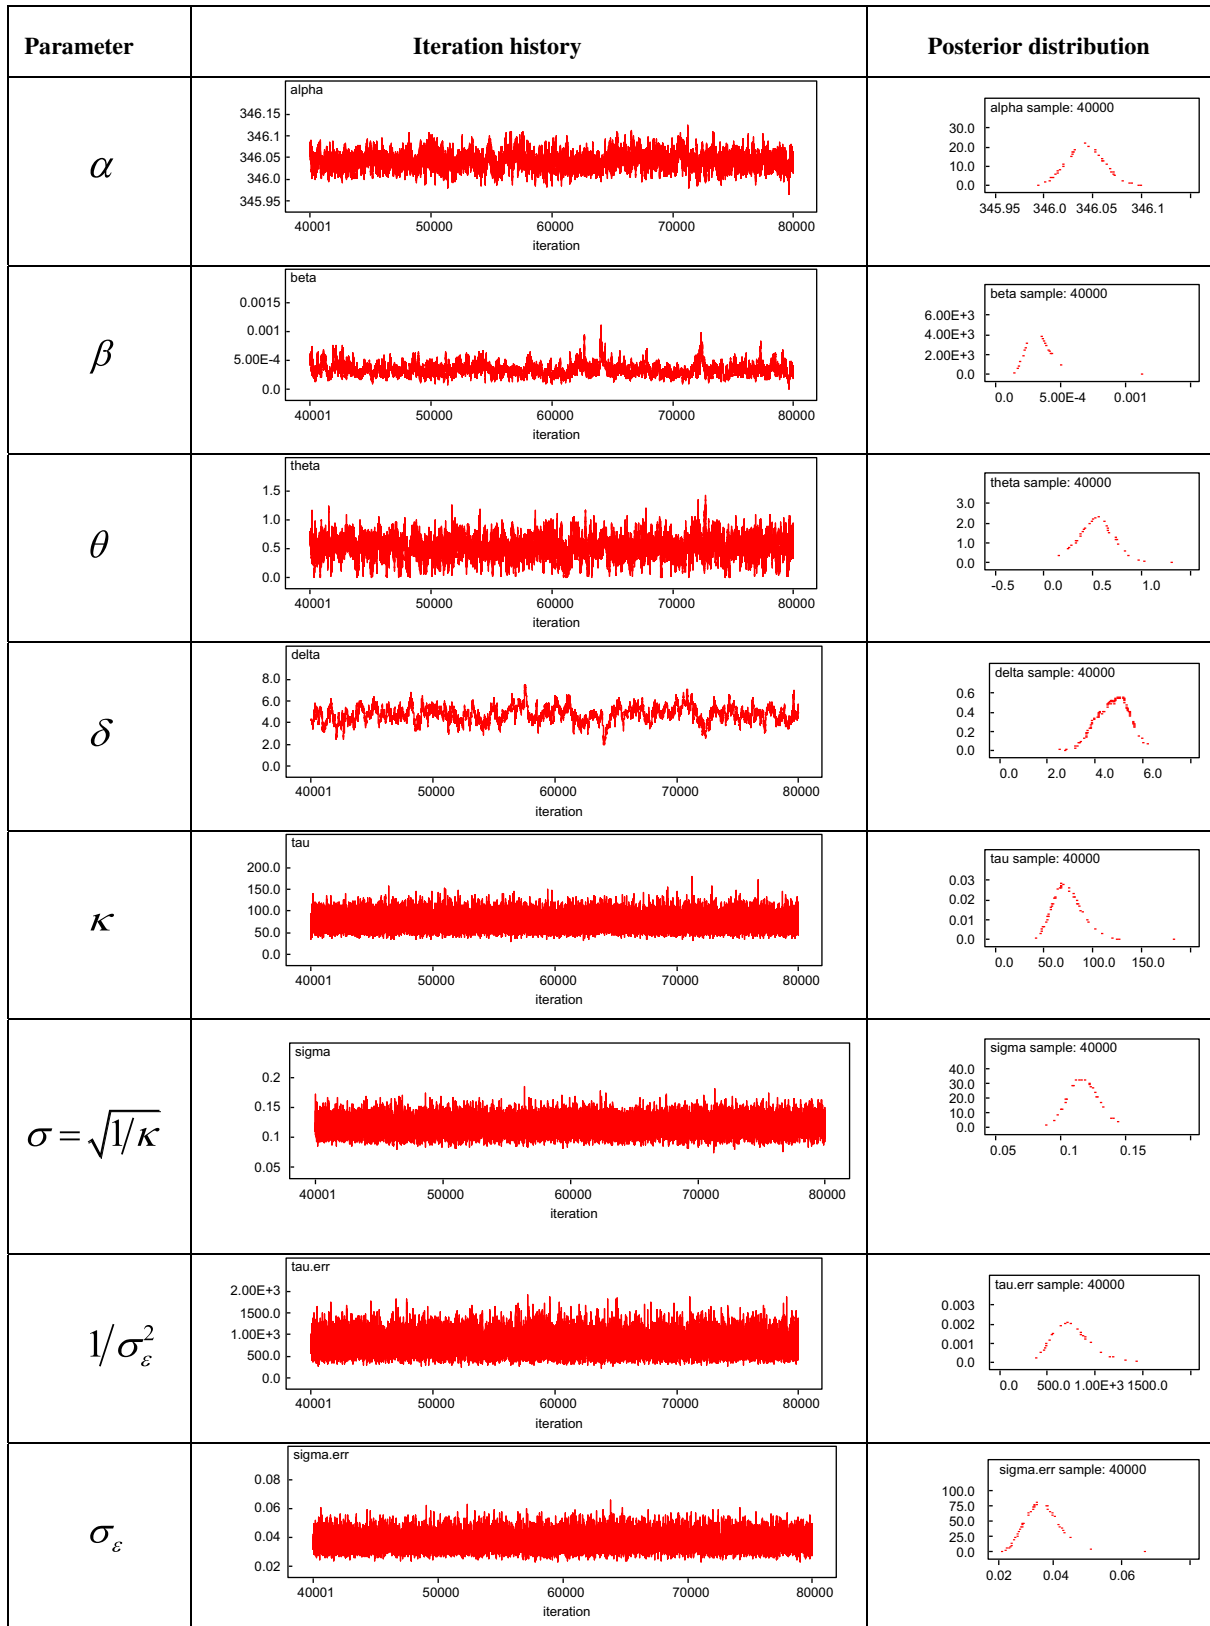 Parameter Iteration history Posterior distribution
α
alpha
346.15
346.1
346.05
346.0
345.95
40001 50000 60000 70000 80000
iteration
alpha sample: 40000
30.0
20.0
10.0
0.0
345.95 346.0 346.05 346.1
β
beta
0.0015
0.001
5.00E-4
0.0
40001 50000 60000 70000 80000
iteration
beta sample: 40000
6.00E+3
4.00E+3
2.00E+3
0.0
0.0 5.00E-4 0.001
θ
theta
1.5
1.0
0.5
0.0
40001 50000 60000 70000 80000
iteration
theta sample: 40000
3.0
2.0
1.0
0.0
-0.5 0.0 0.5 1.0
δ
delta
8.0
6.0
4.0
2.0
0.0
40001 50000 60000 70000 80000
iteration
delta sample: 40000
0.6
0.4
0.2
0.0
0.0 2.0 4.0 6.0
κ
tau
200.0
150.0
100.0
50.0
0.0
40001 50000 60000 70000 80000
iteration
tau sample: 40000
0.03
0.02
0.01
0.0
0.0 50.0 100.0 150.0
σ = √1/κ
sigma
0.2
0.15
0.1
0.05
40001 50000 60000 70000 80000
iteration
sigma sample: 40000
40.0
30.0
20.0
10.0
0.0
0.05 0.1 0.15
1/σ²ε
tau.err
2.00E+3
1500.0
1.00E+3
500.0
0.0
40001 50000 60000 70000 80000
iteration
tau.err sample: 40000
0.003
0.002
0.001
0.0
0.0 500.0 1.00E+3 1500.0
σε
sigma.err
0.08
0.06
0.04
0.02
40001 50000 60000 70000 80000
iteration
sigma.err sample: 40000
100.0
75.0
50.0
25.0
0.0
0.02 0.04 0.06